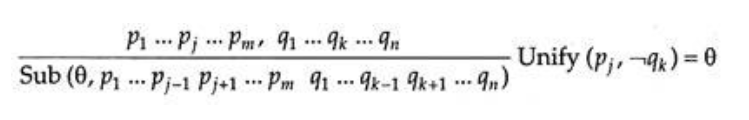 p₁ ... pⱼ ... pₘ, q₁ ... qₖ ... qₙ
Sub (θ, p₁ ... pⱼ₋₁ pⱼ₊₁ ... pₘ q₁ ... qₖ₋₁ qₖ₊₁ ... qₙ) Unify (pⱼ, ¬qₖ) = θ